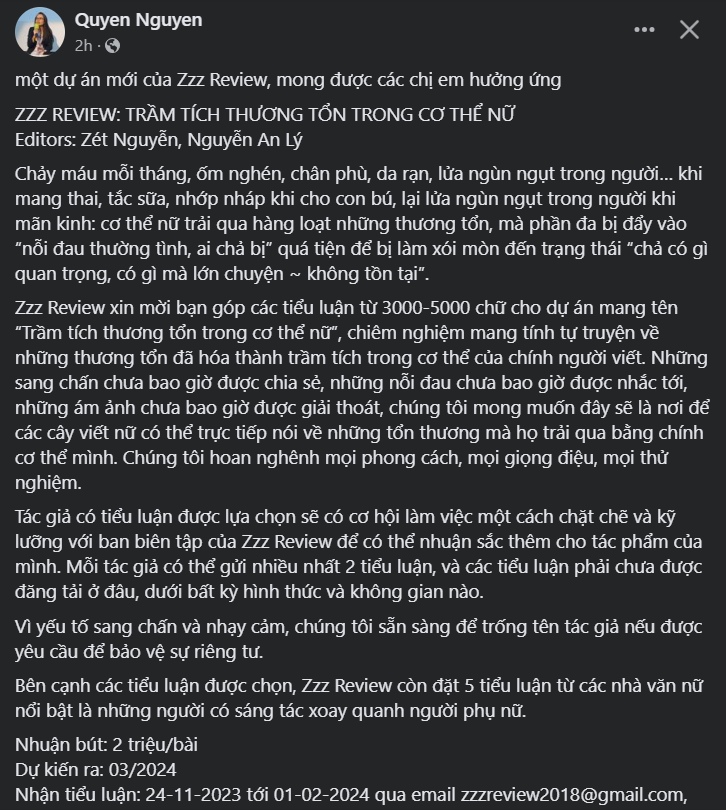 Quyen Nguyen
2h ·
một dự án mới của Zzz Review, mong được các chị em hưởng ứng
ZZZ REVIEW: TRẦM TÍCH THƯƠNG TỔN TRONG CƠ THỂ NỮ
Editors: Zét Nguyễn, Nguyễn An Lý
Chảy máu mỗi tháng, ốm nghén, chân phù, da rạn, lửa ngùn ngụt trong người... khi
mang thai, tắc sữa, nhớp nháp khi cho con bú, lại lửa ngùn ngụt trong người khi
mãn kinh: cơ thể nữ trải qua hàng loạt những thương tổn, mà phần đa bị đẩy vào
“nỗi đau thường tình, ai chả bị” quá tiện để bị làm xói mòn đến trạng thái “chả có gì
quan trọng, có gì mà lớn chuyện ~ không tồn tại”.
Zzz Review xin mời bạn góp các tiểu luận từ 3000-5000 chữ cho dự án mang tên
“Trầm tích thương tổn trong cơ thể nữ”, chiêm nghiệm mang tính tự truyện về
những thương tổn đã hóa thành trầm tích trong cơ thể của chính người viết. Những
sang chấn chưa bao giờ được chia sẻ, những nỗi đau chưa bao giờ được nhắc tới,
những ám ảnh chưa bao giờ được giải thoát, chúng tôi mong muốn đây sẽ là nơi để
các cây viết nữ có thể trực tiếp nói về những tổn thương mà họ trải qua bằng chính
cơ thể mình. Chúng tôi hoan nghênh mọi phong cách, mọi giọng điệu, mọi thử
nghiệm.
Tác giả có tiểu luận được lựa chọn sẽ có cơ hội làm việc một cách chặt chẽ và kỹ
lưỡng với ban biên tập của Zzz Review để có thể nhuận sắc thêm cho tác phẩm của
mình. Mỗi tác giả có thể gửi nhiều nhất 2 tiểu luận, và các tiểu luận phải chưa được
đăng tải ở đâu, dưới bất kỳ hình thức và không gian nào.
Vì yếu tố sang chấn và nhạy cảm, chúng tôi sẵn sàng để trống tên tác giả nếu được
yêu cầu để bảo vệ sự riêng tư.
Bên cạnh các tiểu luận được chọn, Zzz Review còn đặt 5 tiểu luận từ các nhà văn nữ
nổi bật là những người có sáng tác xoay quanh người phụ nữ.
Nhuận bút: 2 triệu/bài
Dự kiến ra: 03/2024
Nhận tiểu luận: 24-11-2023 tới 01-02-2024 qua email zzzreview2018@gmail.com,